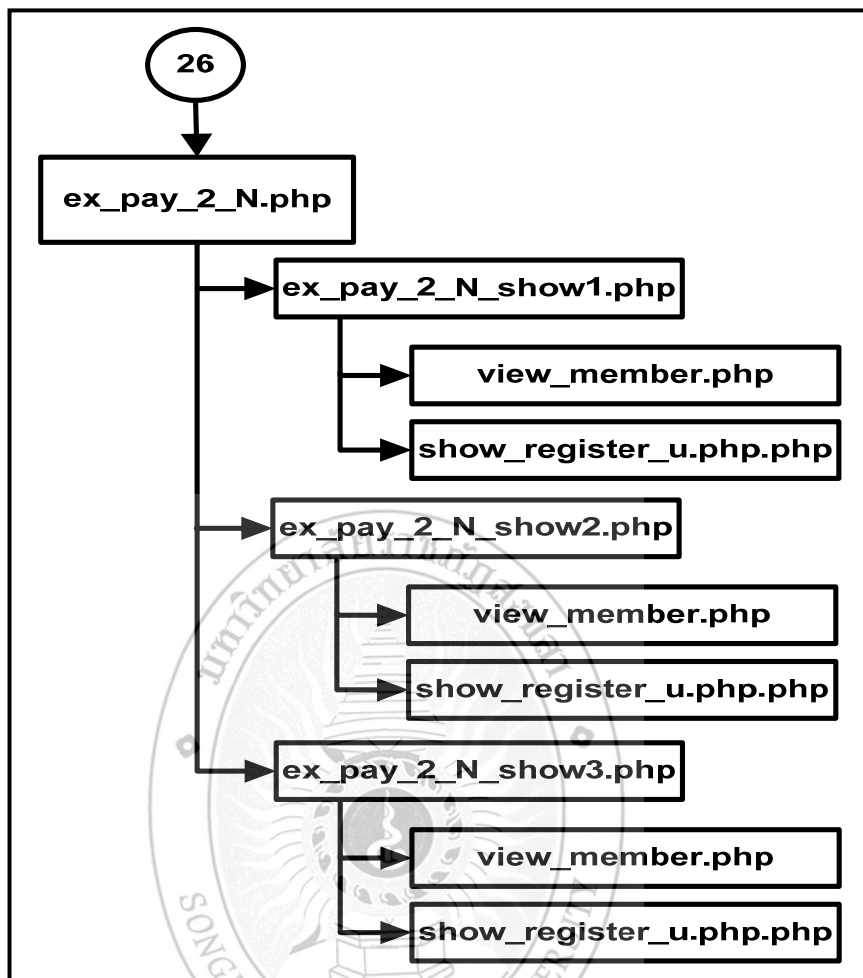 26
ex_pay_2_N.php
ex_pay_2_N_show1.php
view_member.php
show_register_u.php.php
ex_pay_2_N_show2.php
view_member.php
show_register_u.php.php
ex_pay_2_N_show3.php
view_member.php
show_register_u.php.php